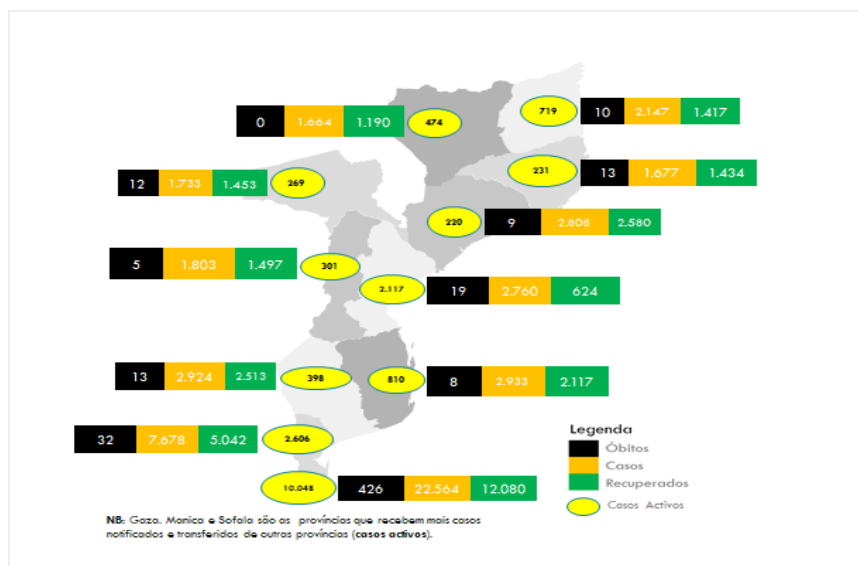 719 10 2.147 1.417
0 1.664 1.190 474
231 13 1.677 1.434
12 1.733 1.453 269
220 9 2.808 2.580
5 1.803 1.497 301
2.117 19 2.760 624
13 2.924 2.513 398
810 8 2.933 2.117
32 7.678 5.042 2.606
10.048 426 22.564 12.080
Legenda
Óbitos
Casos
Recuperados
Casos Activos
NB: Gaza. Manica e Sofala são as províncias que recebem mais casos
notificados e transferidos de outras províncias (casos activos).